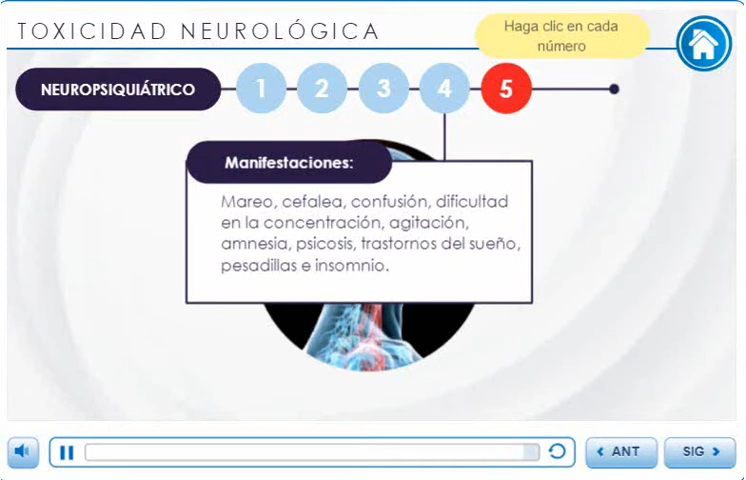 TOXICIDAD NEUROLÓGICA
Haga clic en cada
número
NEUROPSIQUIÁTRICO
1
2
3
4
5
Manifestaciones:
Mareo, cefalea, confusión, dificultad
en la concentración, agitación,
amnesia, psicosis, trastornos del sueño,
pesadillas e insomnio.
ANT
SIG